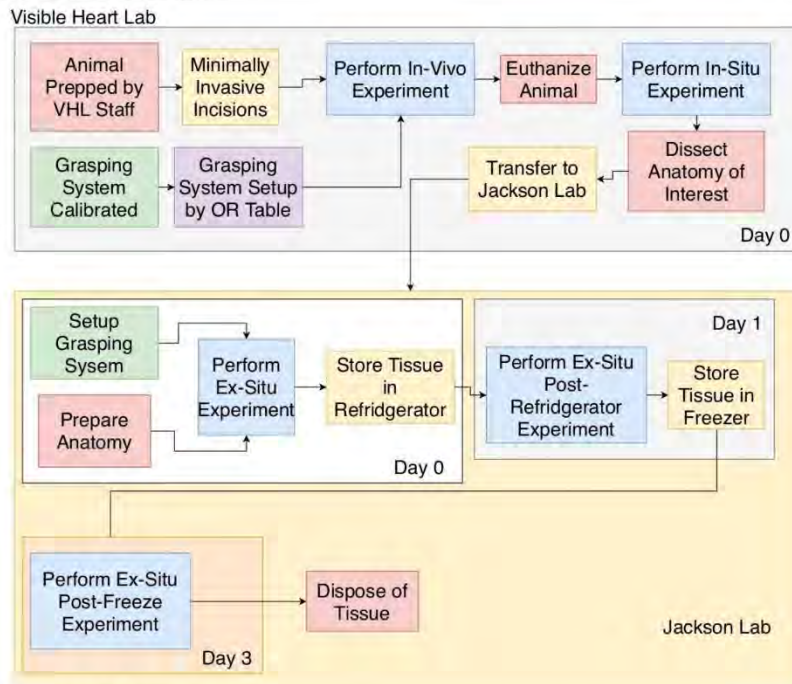 Visible Heart Lab
Animal
Prepped by
VHL Staff
Minimally
Invasive
Incisions
Perform In-Vivo
Experiment
Euthanize
Animal
Perform In-Situ
Experiment
Grasping
System
Calibrated
Grasping
System Setup
by OR Table
Transfer to
Jackson Lab
Dissect
Anatomy of
Interest
Day 0
Setup
Grasping
Sysem
Prepare
Anatomy
Perform
Ex-Situ
Experiment
Store Tissue
in
Refridgerator
Day 0
Day 1
Perform Ex-Situ
Post-
Refridgerator
Experiment
Store
Tissue in
Freezer
Perform Ex-Situ
Post-Freeze
Experiment
Day 3
Dispose of
Tissue
Jackson Lab